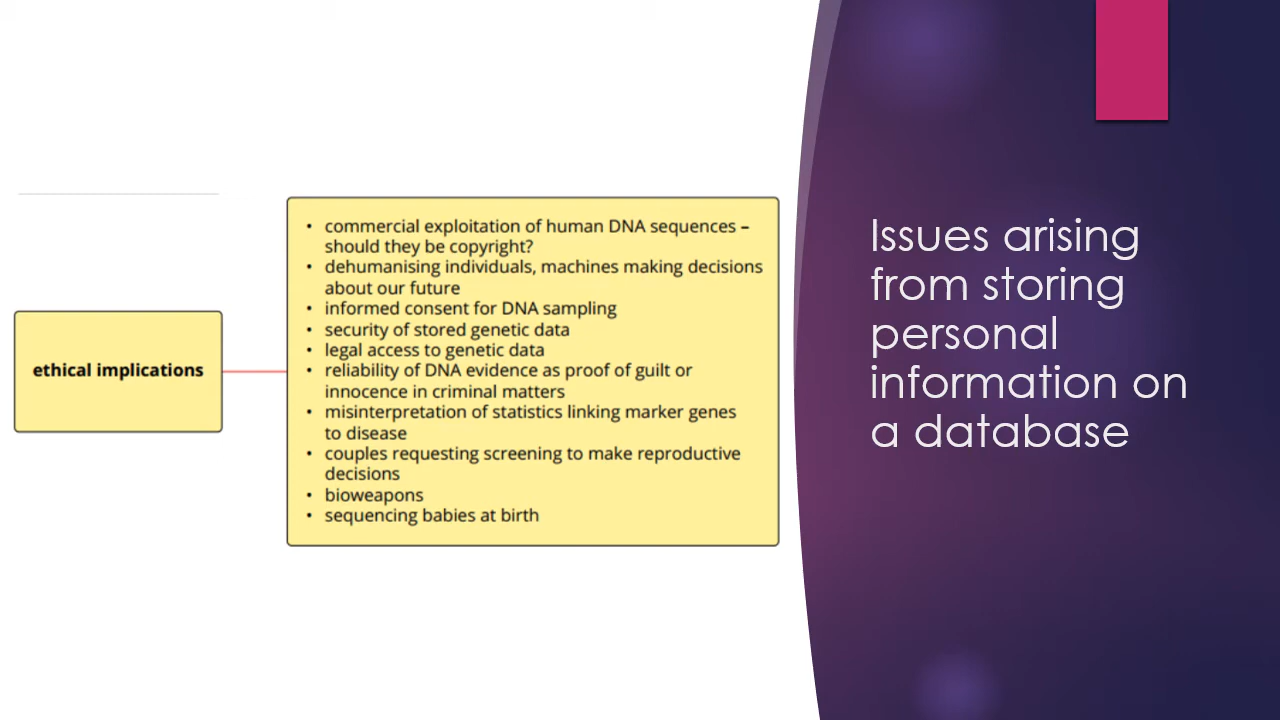 ethical implications
• commercial exploitation of human DNA sequences –
should they be copyright?
• dehumanising individuals, machines making decisions
about our future
• informed consent for DNA sampling
• security of stored genetic data
• legal access to genetic data
• reliability of DNA evidence as proof of guilt or
innocence in criminal matters
• misinterpretation of statistics linking marker genes
to disease
• couples requesting screening to make reproductive
decisions
• bioweapons
• sequencing babies at birth
Issues arising
from storing
personal
information on
a database